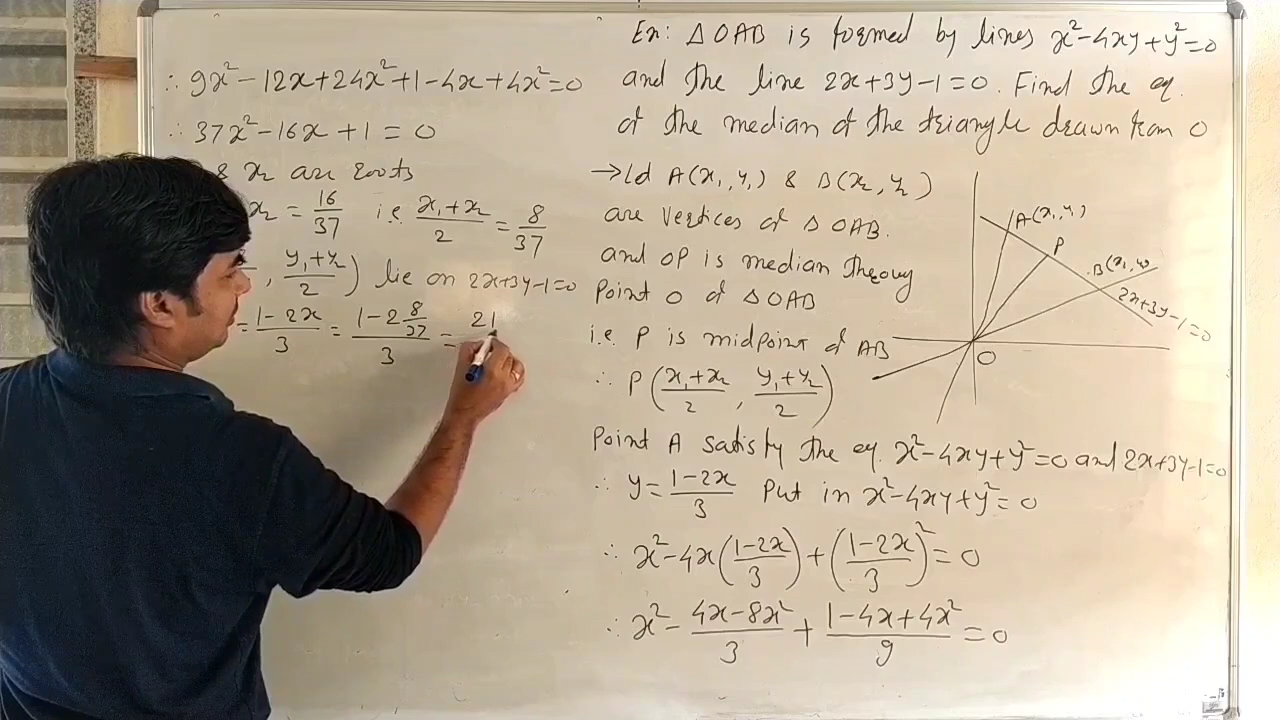 Ex: △OAB is formed by lines x²-4xy+y²=0
and the line 2x+3y-1=0. Find the eq.
of the median of the triangle drawn from O
→ Let A(x₁,y₁) & B(x₂,y₂)
are vertices of △OAB.
and OP is median
Point O of △OAB
i.e. P is midpoint of AB
∴ P(x₁+x₂/2, y₁+y₂/2)
Point A satisfy the eq. x²-4xy+y²=0 and 2x+3y-1=0
∴ y=1-2x/3 Put in x²-4xy+y²=0
∴ x²-4x(1-2x/3)+(1-2x/3)²=0
∴ x²-4x-8x²/3+1-4x+4x²/9=0
A(x₁,y₁)
P
2x+3y-1=0
O
∴ 9x²-12x+24x²+1-4x+4x²=0
∴ 37x²-16x+1=0
& x₂ are roots
x₂=16/37 i.e. x₁+x₂/2=8/37
, y₁+y₂/2) lie on 2x+3y-1=0
=1-2x/3=1-2 8/37/3=21